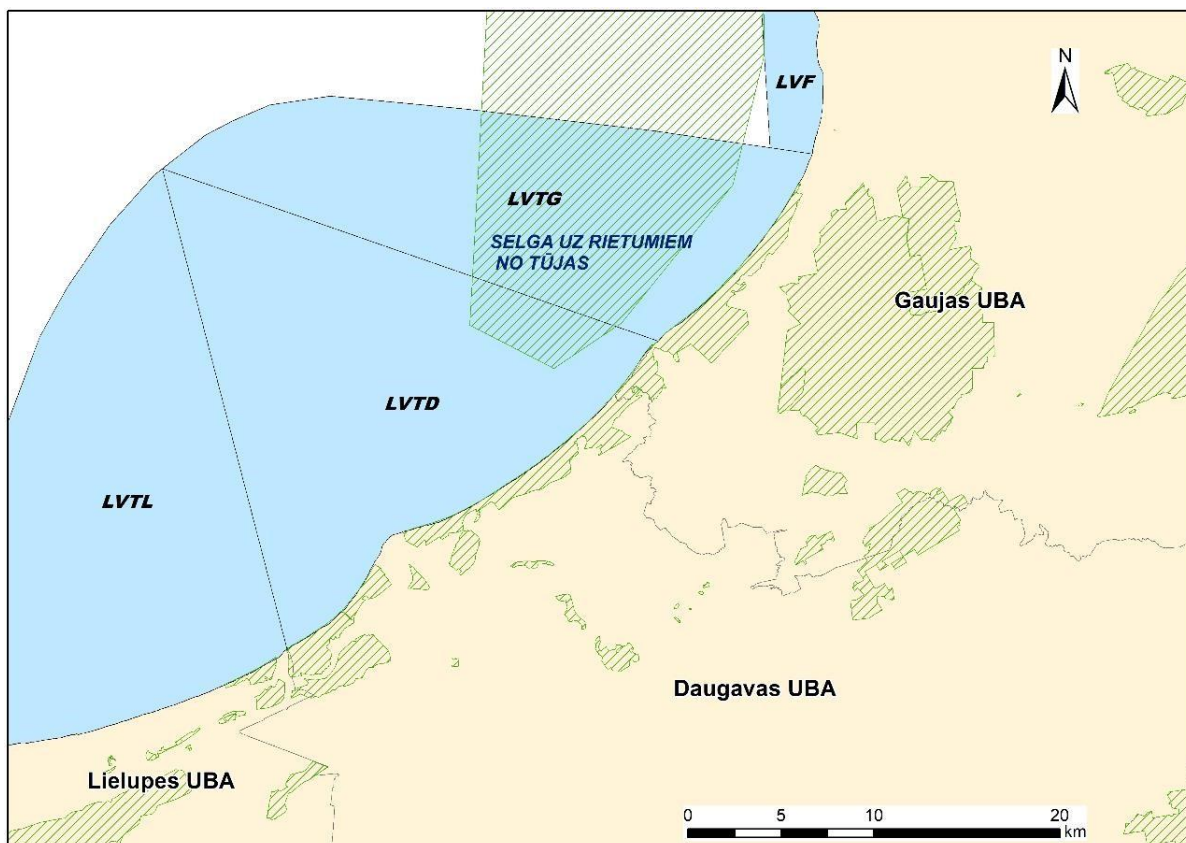 N
LVF
LVTG
SELGA UZ RIETUMIEM
NO TŪJAS
Gaujas UBA
LVTD
LVTL
Daugavas UBA
Lielupes UBA
0 5 10 20
km